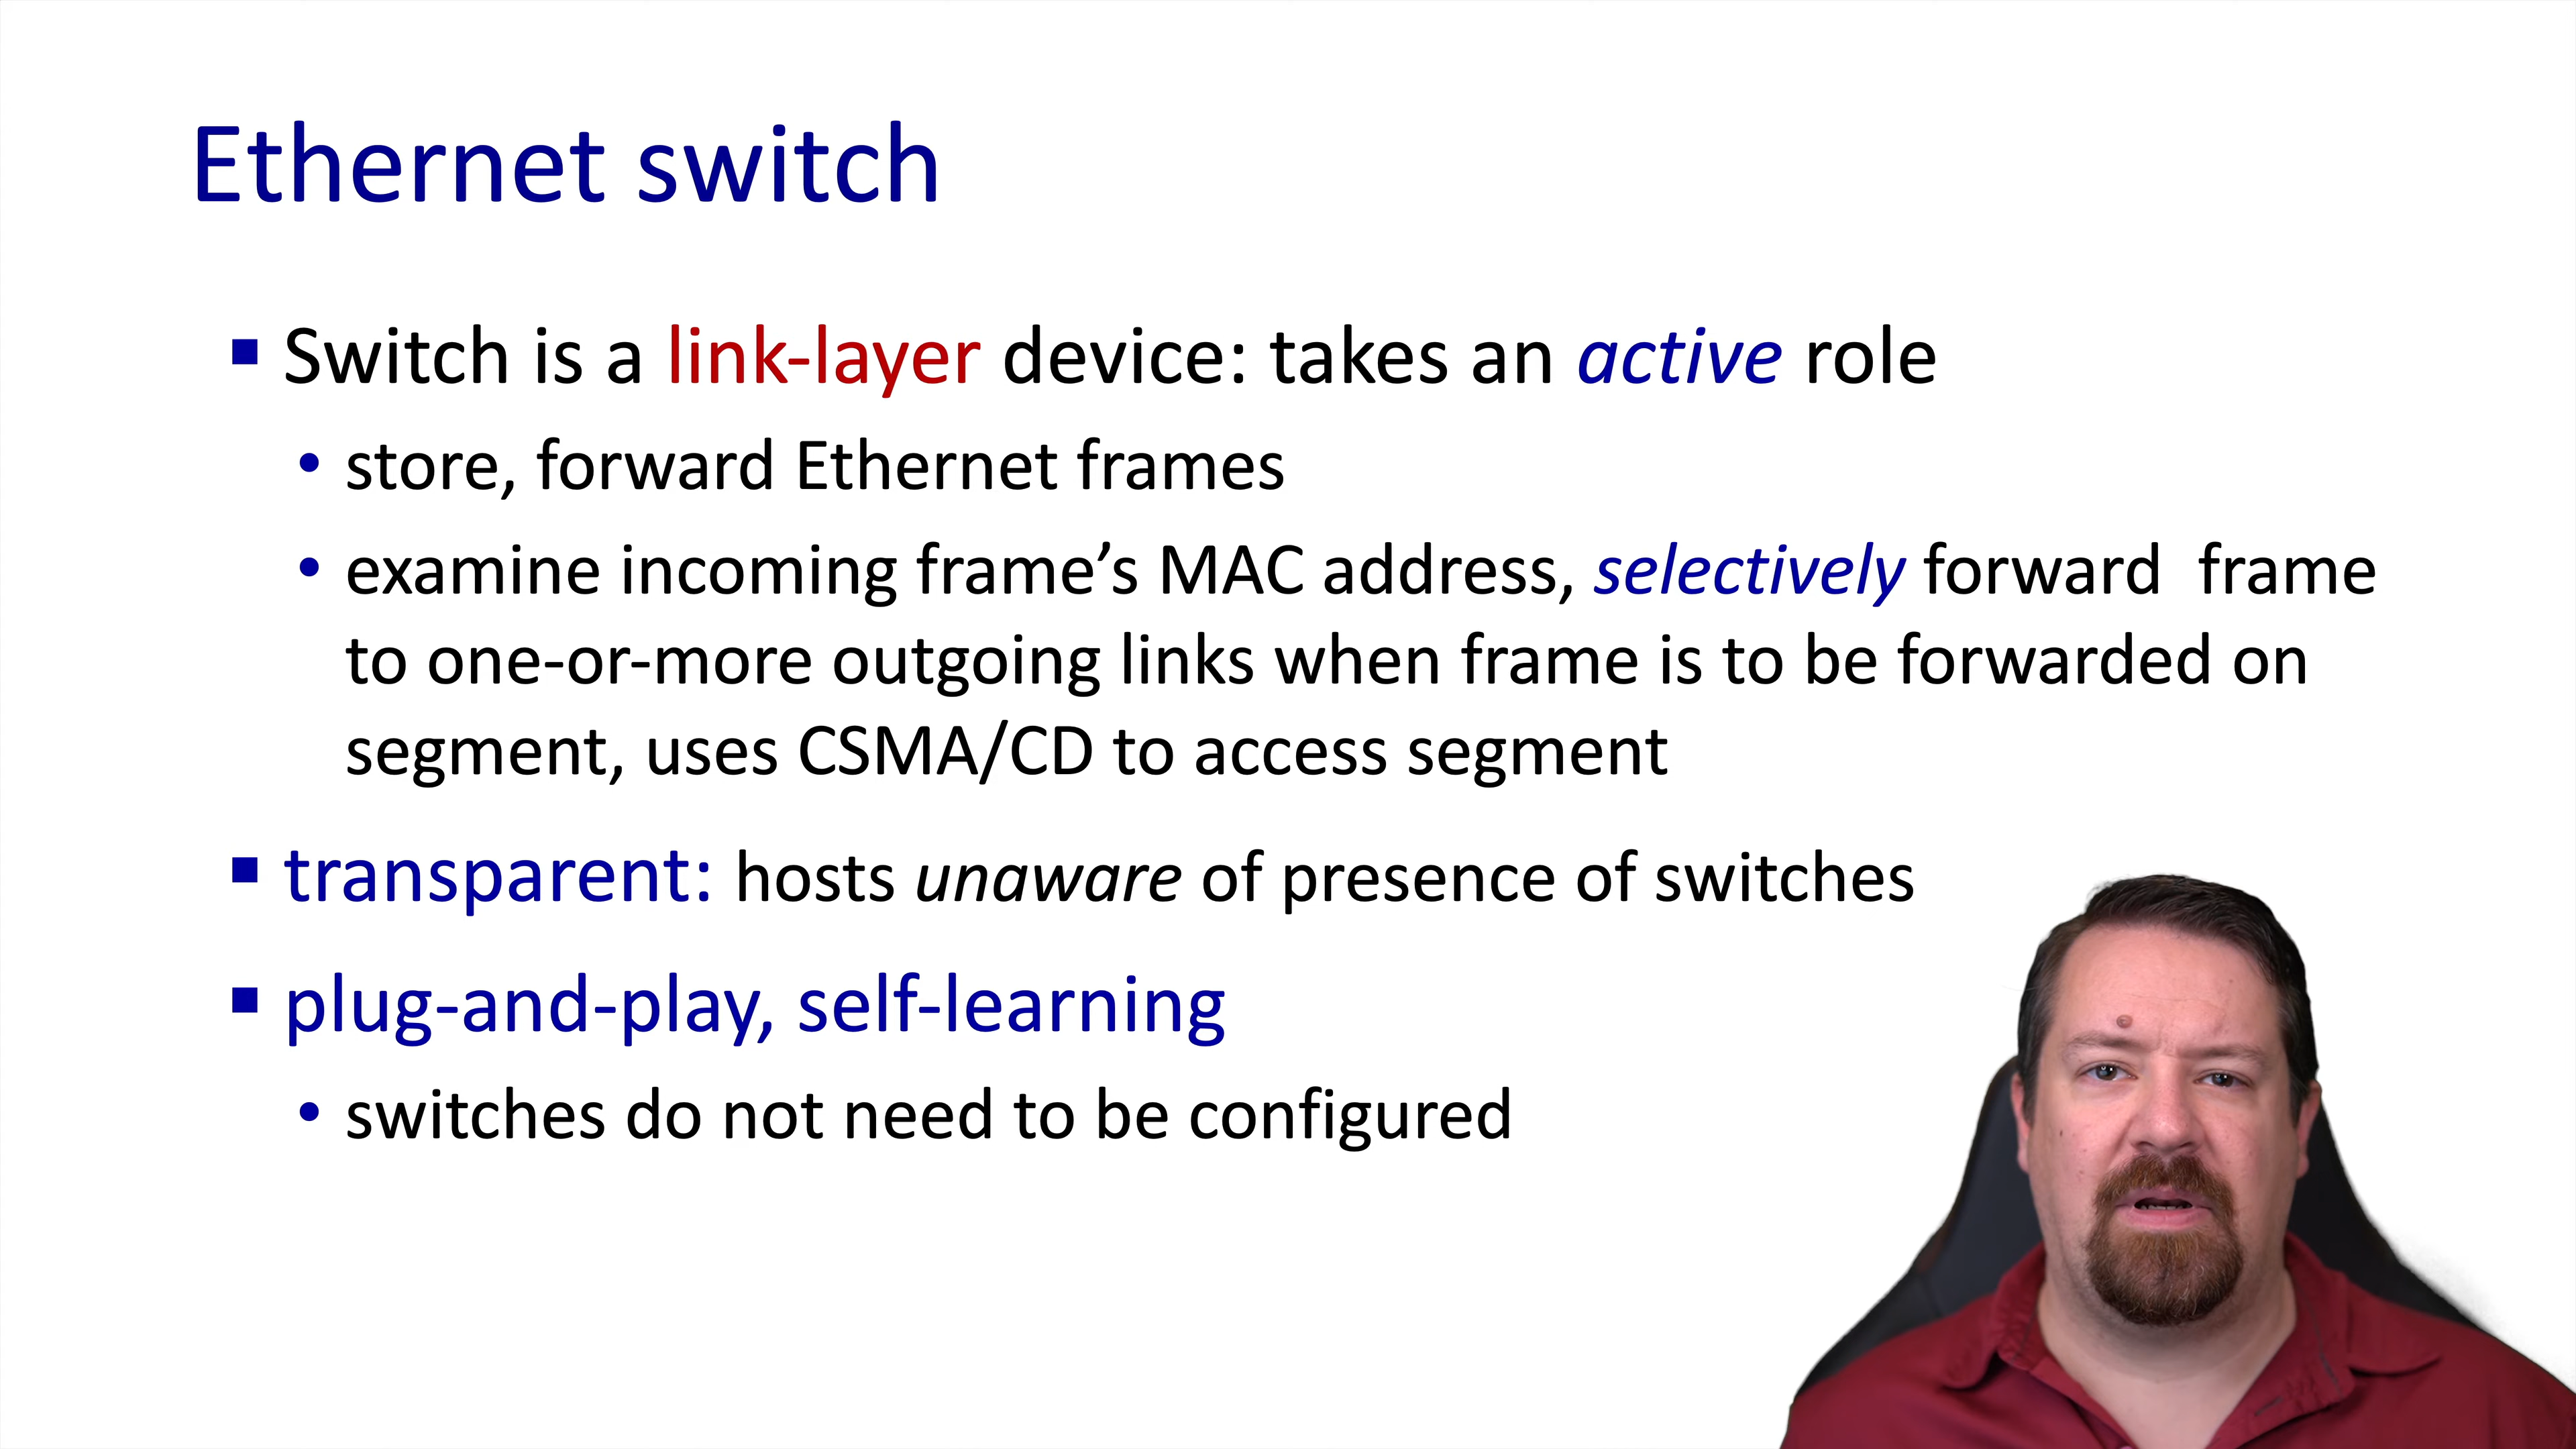 Ethernet switch
▪ Switch is a link-layer device: takes an active role
• store, forward Ethernet frames
• examine incoming frame’s MAC address, selectively forward  frame
to one-or-more outgoing links when frame is to be forwarded on
segment, uses CSMA/CD to access segment
▪ transparent: hosts unaware of presence of switches
▪ plug-and-play, self-learning
• switches do not need to be configured